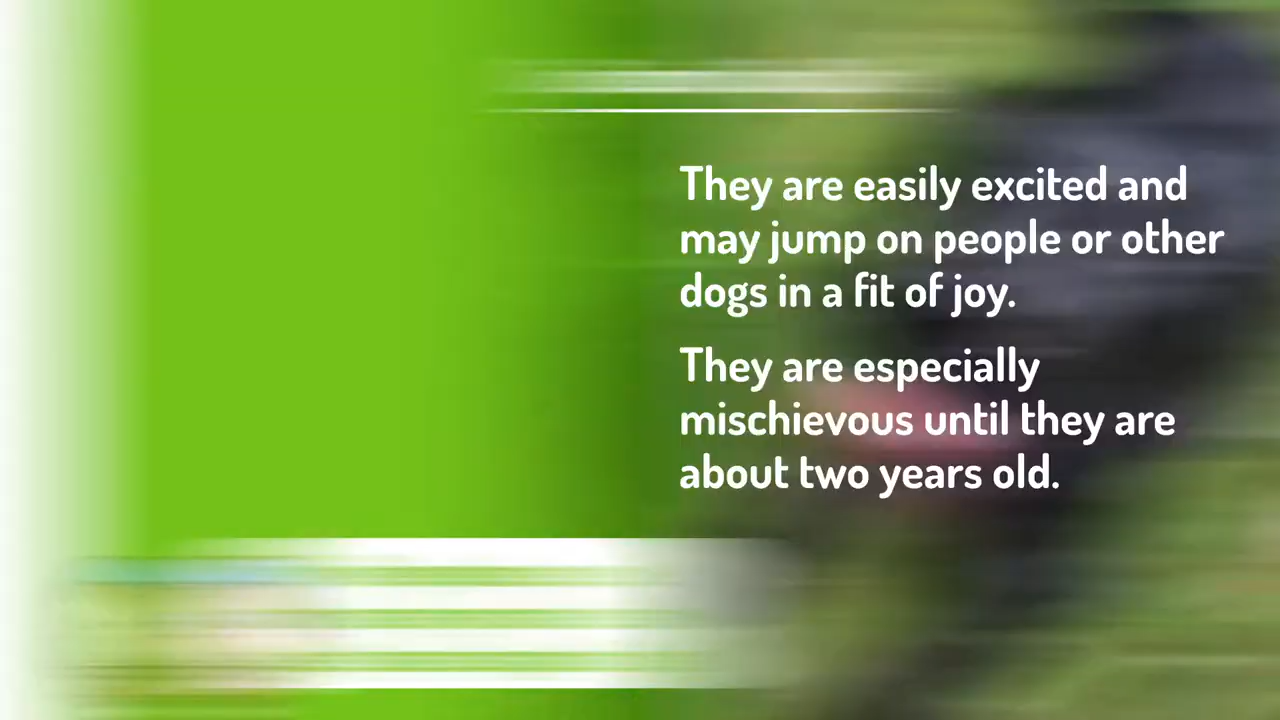 They are easily excited and
may jump on people or other
dogs in a fit of joy.
They are especially
mischievous until they are
about two years old.